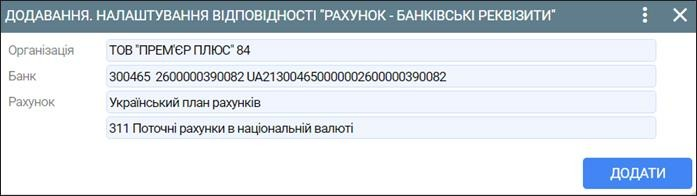 ДОДАВАННЯ. НАЛАШТУВАННЯ ВІДПОВІДНОСТІ "РАХУНОК - БАНКІВСЬКІ РЕКВІЗИТИ"
Організація ТОВ "ПРЕМ'ЄР ПЛЮС" 84
Банк 300465 2600000390082 UA213004650000002600000390082
Рахунок Український план рахунків
311 Поточні рахунки в національній валюті
ДОДАТИ